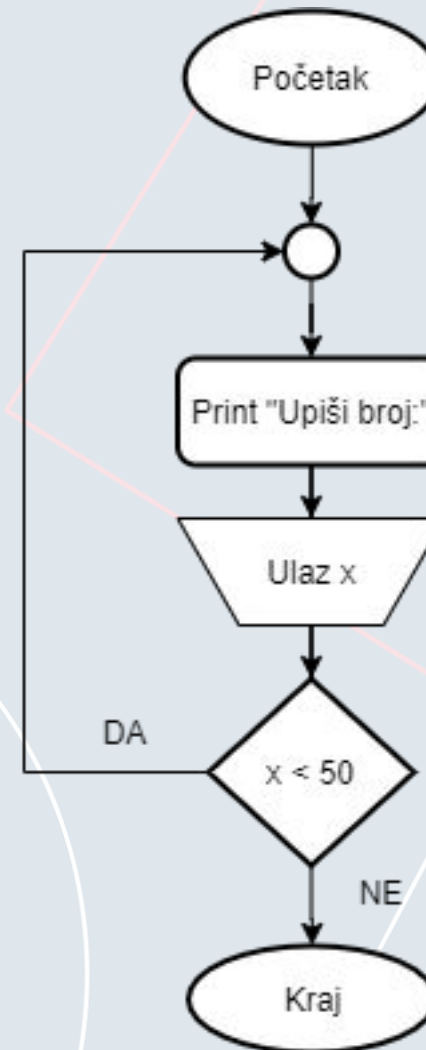 Početak
Print "Upiši broj:"
Ulaz x
x < 50
DA
NE
Kraj